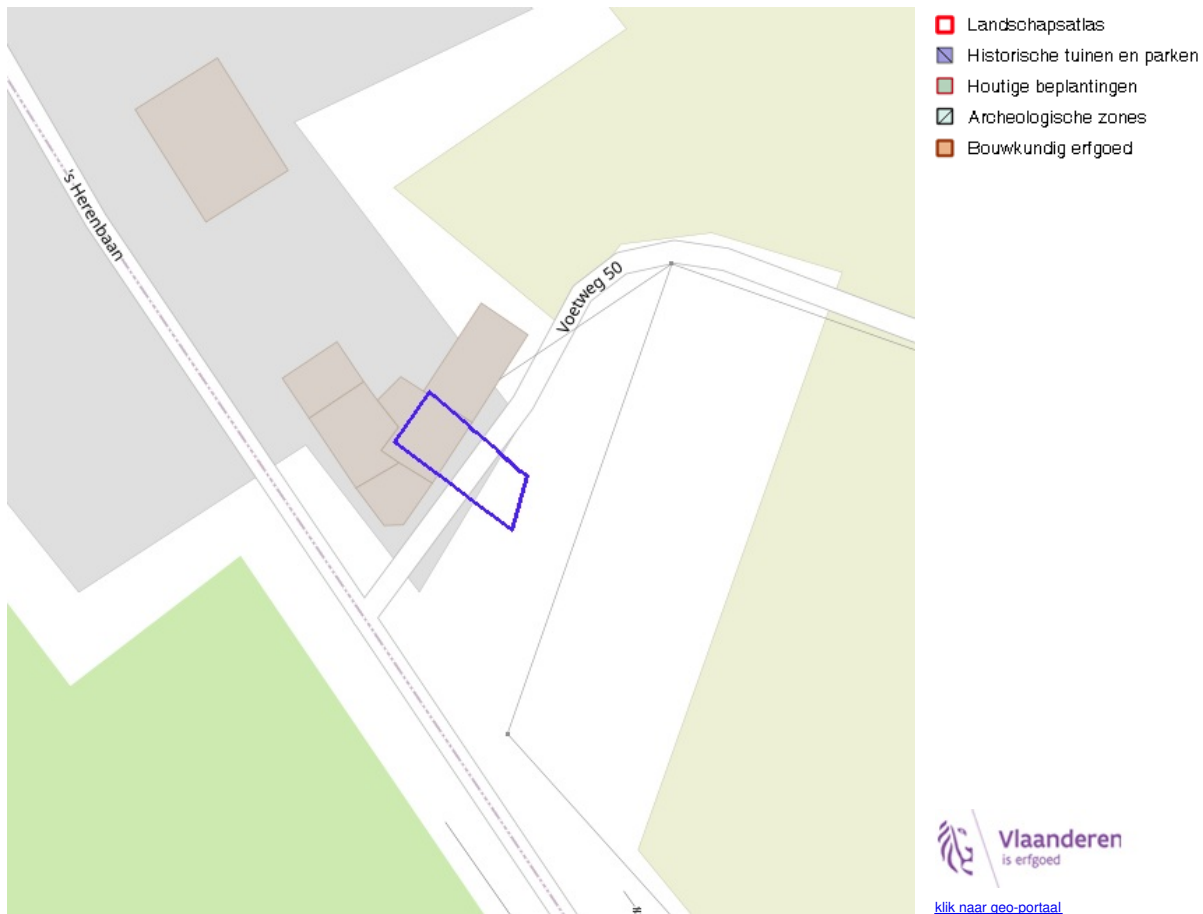 Landschapsatlas
Historische tuinen en parken
Houtige beplantingen
Archeologische zones
Bouwkundig erfgoed
's Herenbaan
Voetweg 50
Vlaanderen
is erfgoed
klik naar geo-portaal